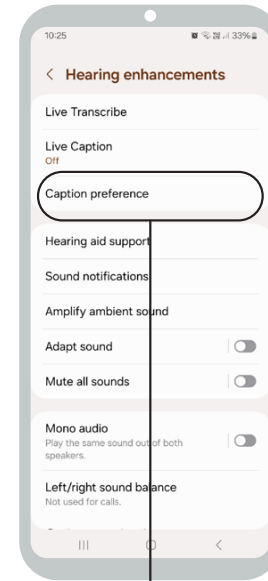 10:25 33%
Hearing enhancements
Live Transcribe
Live Caption
Off
Caption preference
Hearing aid support
Sound notifications
Amplify ambient sound
Adapt sound
Mute all sounds
Mono audio
Play the same sound out of both
speakers.
Left/right sound balance
Not used for calls.